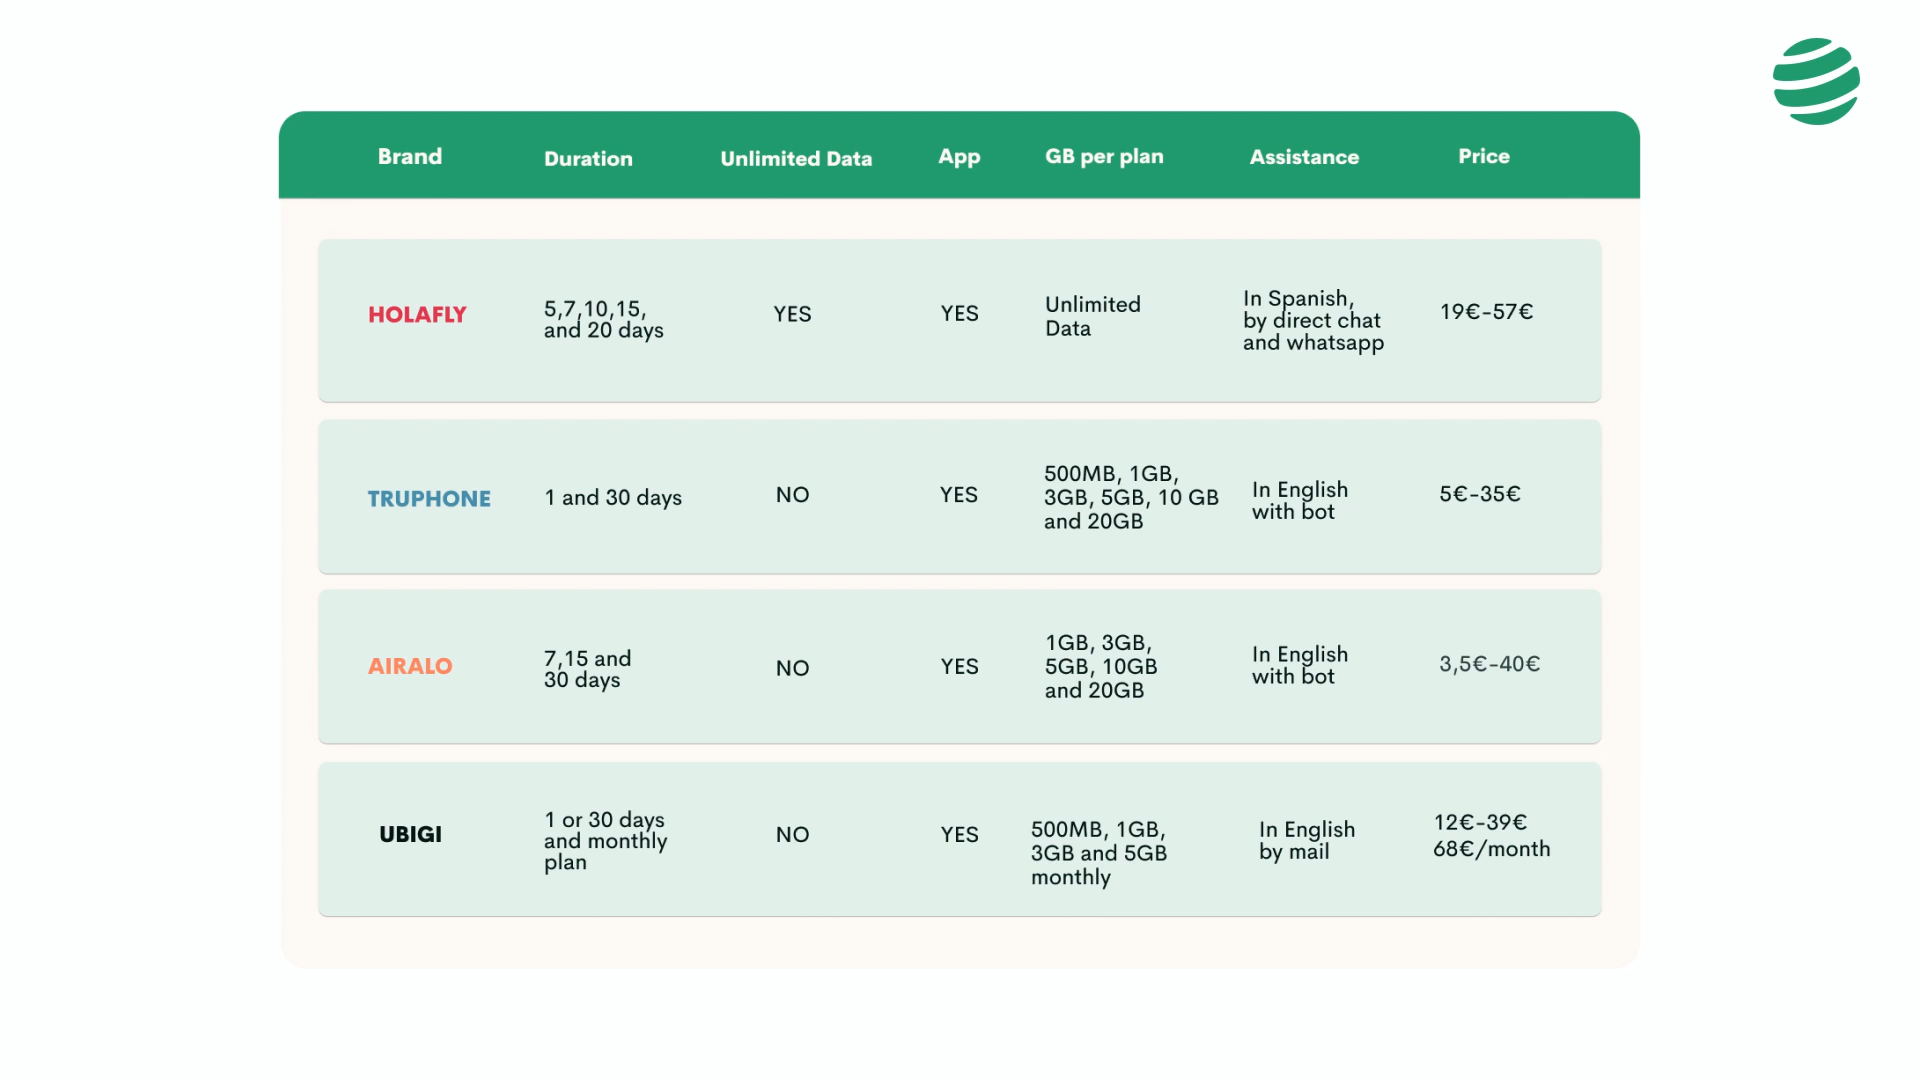 Brand
Duration
Unlimited Data
App
GB per plan
Assistance
Price
HOLAFLY
5,7,10,15,
and 20 days
YES
YES
Unlimited
Data
In Spanish,
by direct chat
and whatsapp
19€-57€
TRUPHONE
1 and 30 days
NO
YES
500MB, 1GB,
3GB, 5GB, 10 GB
and 20GB
In English
with bot
5€-35€
AIRALO
7,15 and
30 days
NO
YES
1GB, 3GB,
5GB, 10GB
and 20GB
In English
with bot
3,5€-40€
UBIGI
1 or 30 days
and monthly
plan
NO
YES
500MB, 1GB,
3GB and 5GB
monthly
In English
by mail
12€-39€
68€/month